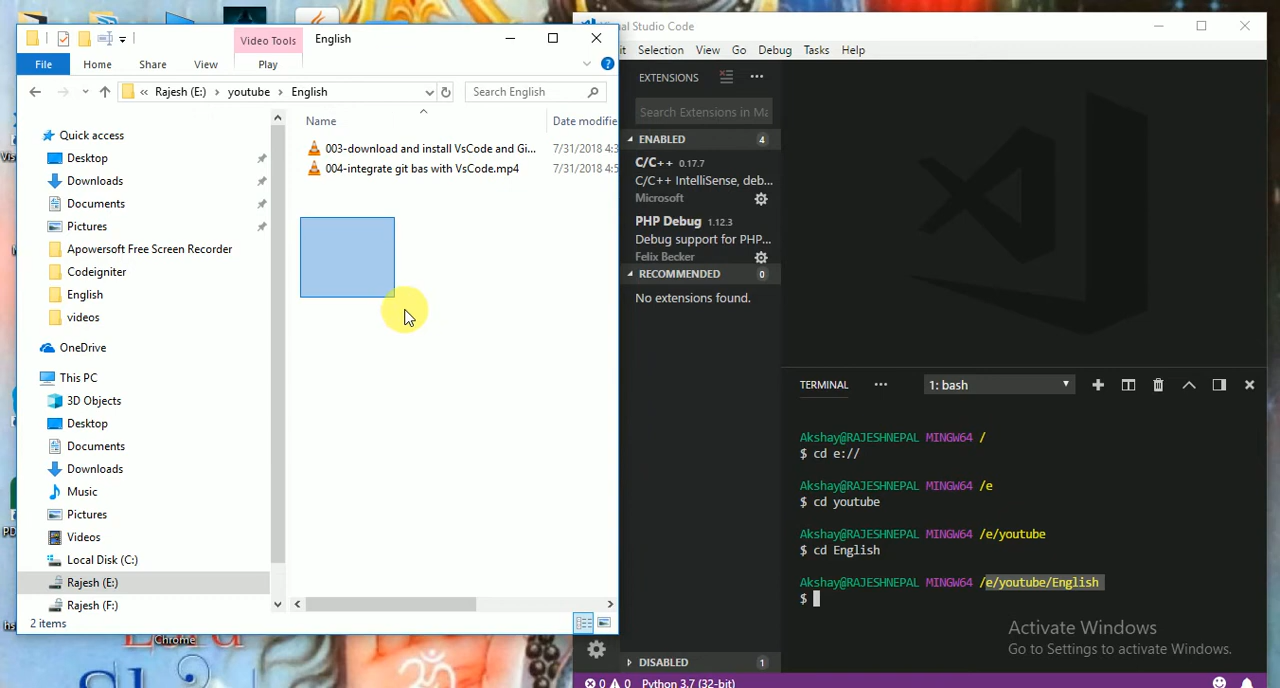 Video Tools
English
File
Home
Share
View
Play
« Rajesh (E:) › youtube › English
Search English
Name
Date modifie
Quick access
Desktop
Downloads
Documents
Pictures
Apowersoft Free Screen Recorder
Codeigniter
English
videos
OneDrive
This PC
3D Objects
Desktop
Documents
Downloads
Music
Pictures
Videos
Local Disk (C:)
Rajesh (E:)
Rajesh (F:)
003-download and install VsCode and Gi... 7/31/2018 4:3
004-integrate git bas with VsCode.mp4 7/31/2018 4:5
2 items
Chrome
Studio Code
Selection View Go Debug Tasks Help
EXTENSIONS
Search Extensions in Ma
ENABLED 4
C/C++ 0.17.7
C/C++ IntelliSense, deb...
Microsoft
PHP Debug 1.12.3
Debug support for PHP...
Felix Becker
RECOMMENDED 0
No extensions found.
DISABLED 1
TERMINAL ... 1: bash
Akshay@RAJESHNEPAL MINGW64 /
$ cd e://
Akshay@RAJESHNEPAL MINGW64 /e
$ cd youtube
Akshay@RAJESHNEPAL MINGW64 /e/youtube
$ cd English
Akshay@RAJESHNEPAL MINGW64 /e/youtube/English
$
Activate Windows
Go to Settings to activate Windows.
0 0 Python 3.7 (32-bit)